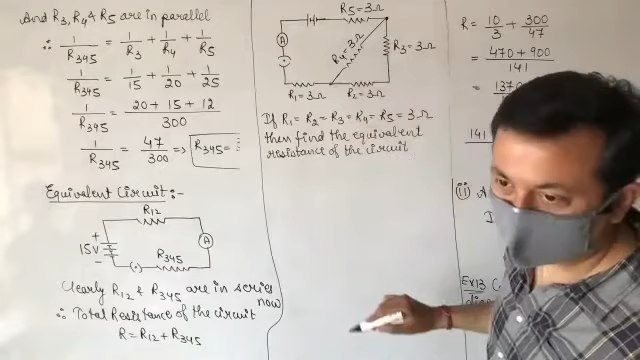 And R3, R4 & R5 are in parallel
∴ 1/R345 = 1/R3 + 1/R4 + 1/R5
1/R345 = 1/15 + 1/20 + 1/25
1/R345 = 20 + 15 + 12 / 300
1/R345 = 47/300 => R345 =
Equivalent Circuit :-
R12
+
15V
-
A
R345
Clearly R12 & R345 are in series now
∴ Total Resistance of the circuit
R = R12 + R345
R5 = 3Ω
A
R4 = 3Ω
R3 = 3Ω
R1 = 3Ω R2 = 3Ω
If R1 = R2 = R3 = R4 = R5 = 3Ω
then find the equivalent
resistance of the circuit
R = 10/3 + 300/47
= 470 + 900 / 141
=
141
(ii)
Ex13